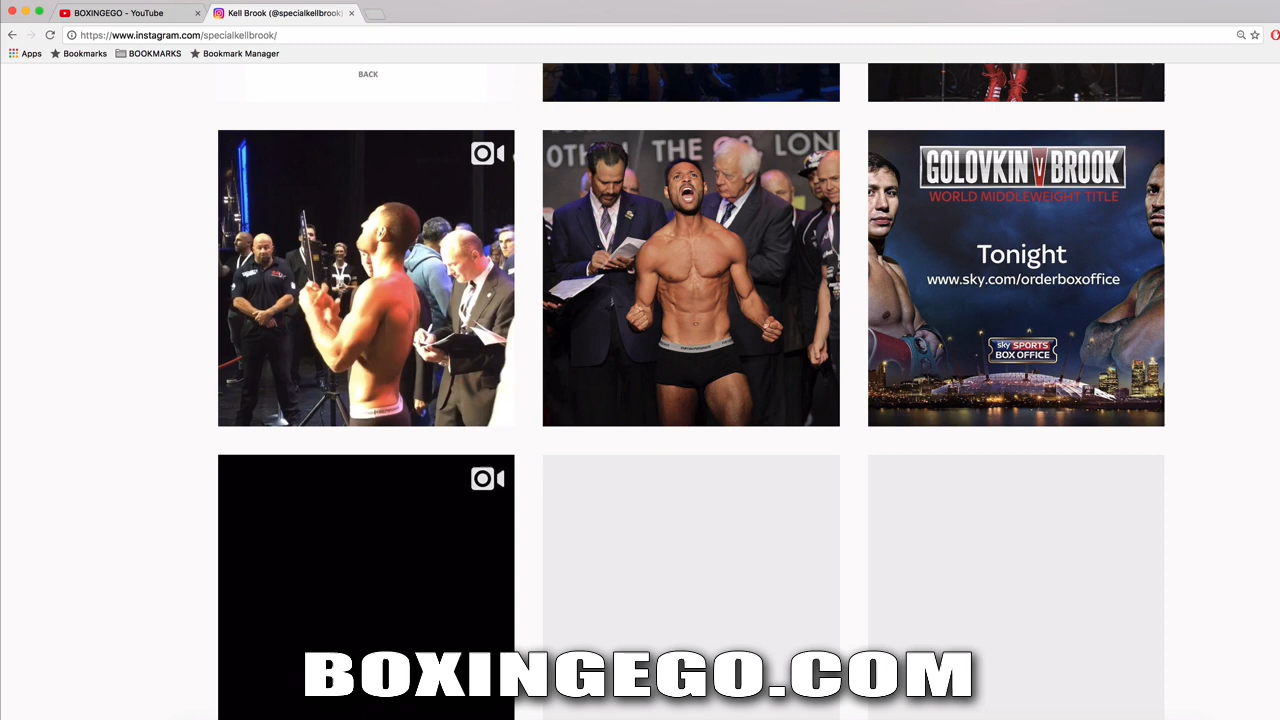 BOXINGEGO - YouTube
Kell Brook (@specialkellbrook)
https://www.instagram.com/specialkellbrook/
Apps
Bookmarks
BOOKMARKS
Bookmark Manager
BACK
THE O2, LON
GOLOVKIN V BROOK
WORLD MIDDLEWEIGHT TITLE
Tonight
www.sky.com/orderboxoffice
sky SPORTS
BOX OFFICE
BOXINGEGO.COM